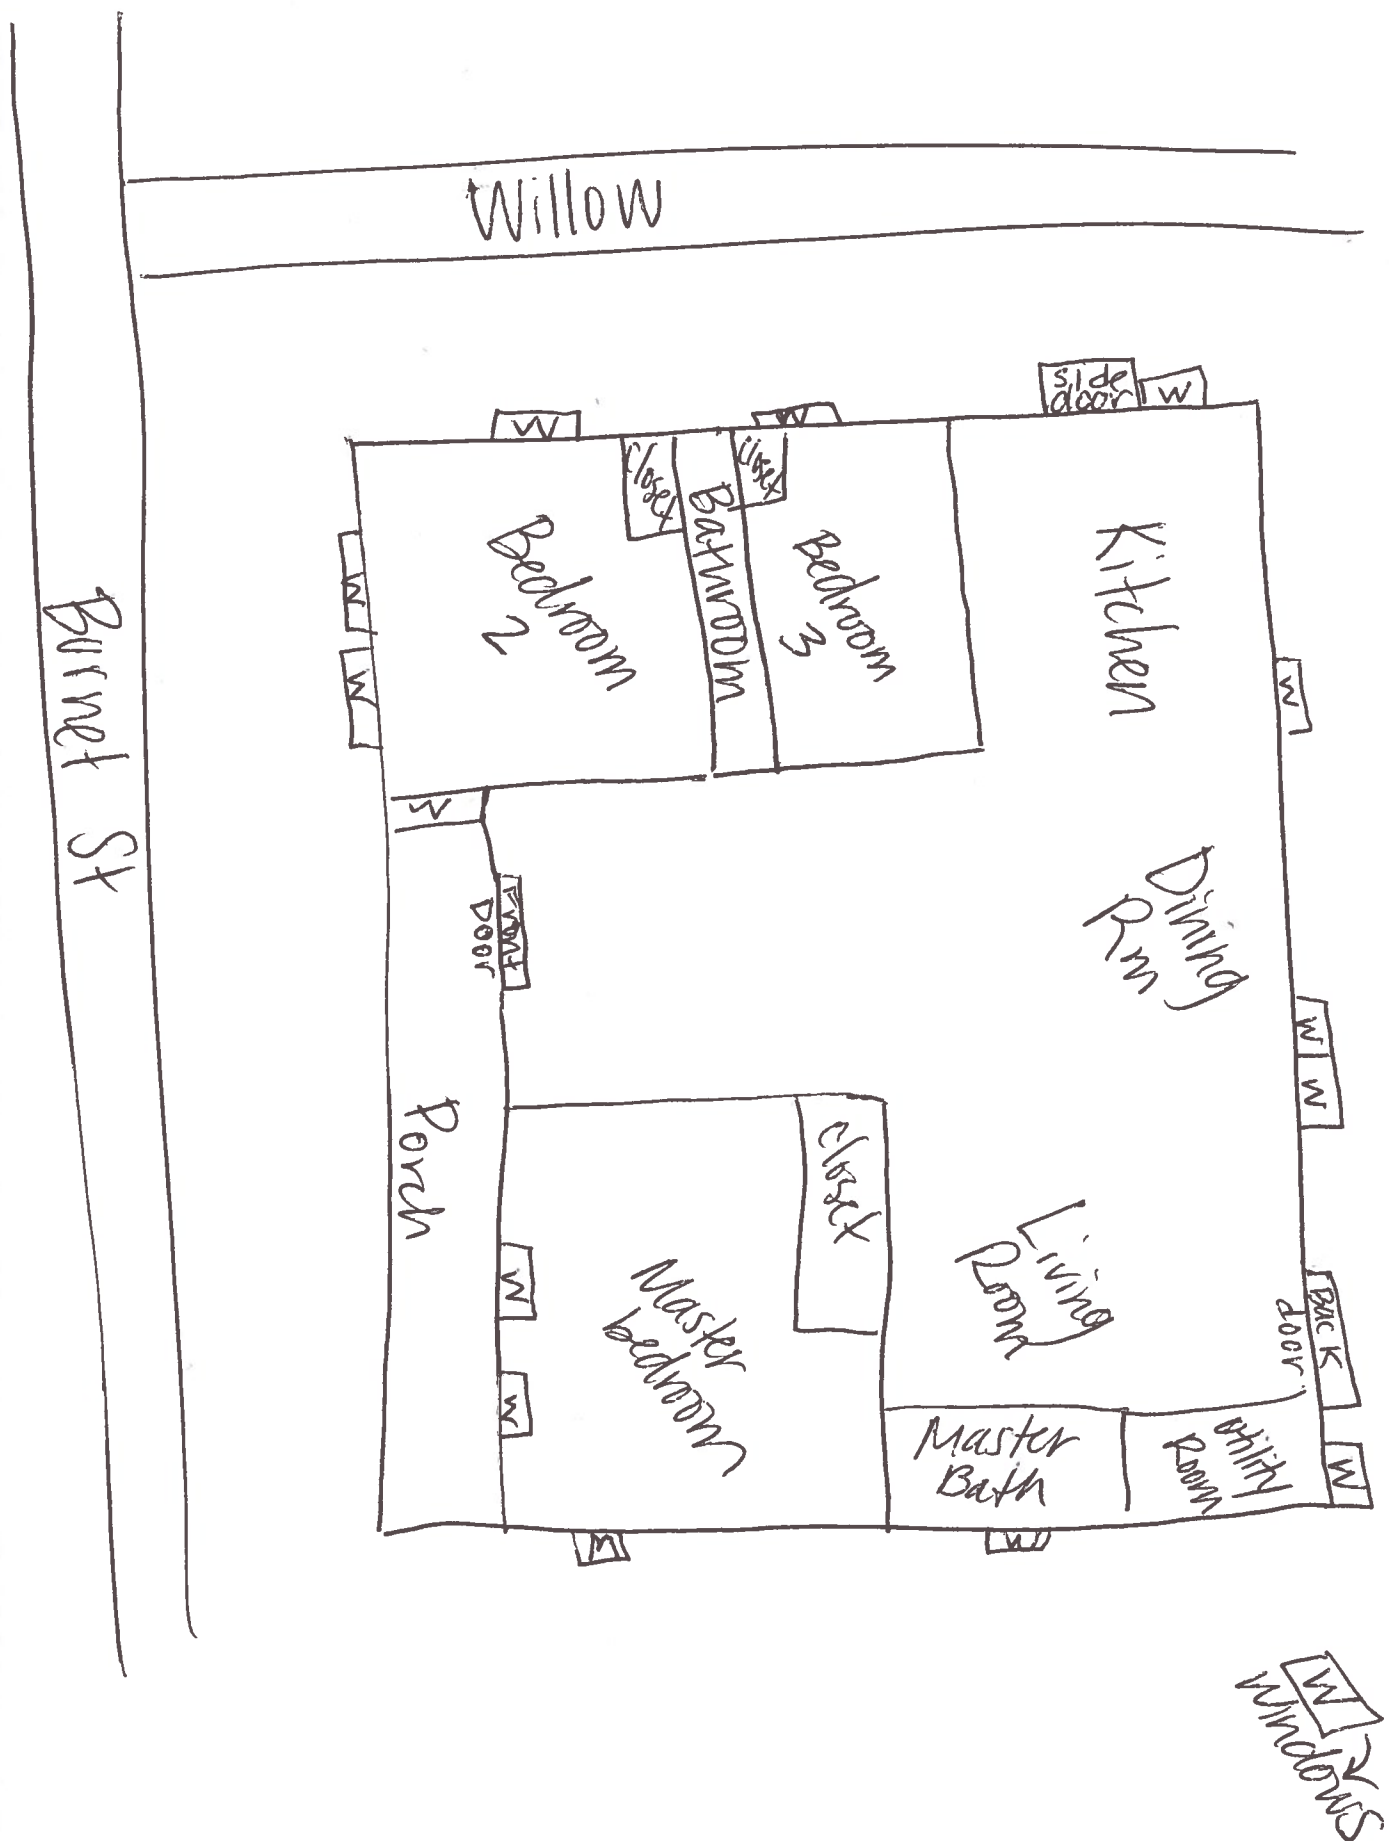 Willow
Burnet St
side
door
W
W
W
closet
Bathroom
closet
Bedroom
2
Bedroom
3
Kitchen
W
W
W
W
Front
Door
Dining
Rm
W
W
Porch
closet
Living
Room
Back
door
Master
bedroom
W
W
Master
Bath
Utility
Room
W
W
W
W
Windows